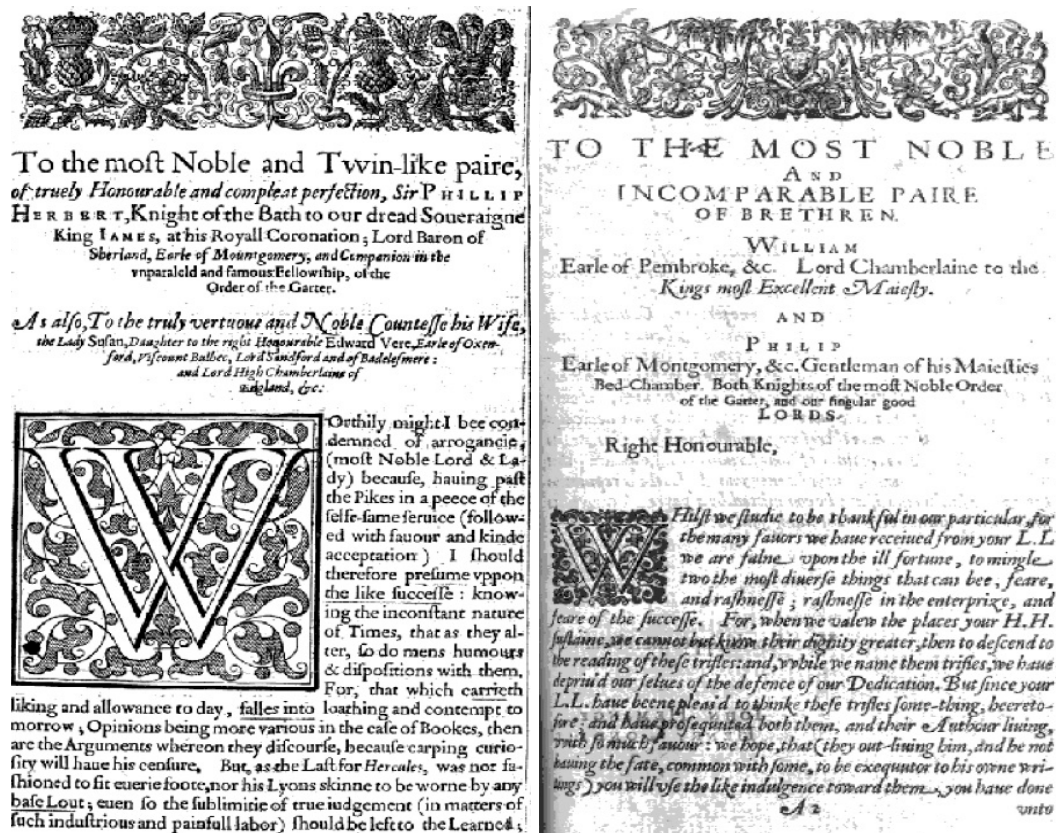 To the moſt Noble and Twin-like paire,
of truely Honourable and compleat perfection, Sir PHILLIP
HERBERT, Knight of the Bath to our dread Soueraigne
King IAMES, at his Royall Coronation; Lord Baron of
Sherland, Earle of Mountgomery, and Companion in the
vnparaleld and famous Fellowſhip, of the
Order of the Garter.
As alſo, To the truly vertuous and Noble Counteſſe his Wife,
the Lady Suſan, Daughter to the right Honourable Edward Vere, Earle of Oxen-
ford, Viſcount Bulbec, Lord Sandford and of Badeleſmere:
and Lord High Chamberlaine of
England, &c:
WOrthily might I bee con-
demned of arrogancie,
(moſt Noble Lord & La-
dy) becauſe, hauing paſt
the Pikes in a peece of the
ſelfe-ſame ſeruice (follow-
ed with fauour and kinde
acceptation) I ſhould
therefore preſume vppon
the like ſucceſſe: know-
ing the inconſtant nature
of Times, that as they al-
ter, ſo do mens humours
& diſpoſitions with them,
For, that which carrieth
liking and allowance to day, falles into loathing and contempt to
morrow; Opinions being more various in the caſe of Bookes, then
are the Arguments whereon they diſcourſe, becauſe carping curio-
ſity will haue his cenſure. But, as the Laſt for Hercules, was not fa-
ſhioned to fit euerie foote, nor his Lyons skinne to be worne by any
baſe Lout; euen ſo the ſublimitie of true iudgement (in matters of
ſuch induſtrious and painfull labor) ſhould be left to the Learned;
TO THE MOST NOBLE
AND
INCOMPARABLE PAIRE
OF BRETHREN.
WILLIAM
Earle of Pembroke, &c. Lord Chamberlaine to the
Kings moſt Excellent Maieſty.
AND
PHILIP
Earle of Montgomery, &c. Gentleman of his Maieſties
Bed-Chamber. Both Knights of the moſt Noble Order
of the Garter, and our ſingular good
LORDS.
Right Honourable,
WHilſt we ſtudie to be thankful in our particular, for
the many fauors we haue receiued from your L.L
we are falne vpon the ill fortune, to mingle
two the moſt diuerſe things that can bee, feare,
and raſhneſſe; raſhneſſe in the enterprize, and
feare of the ſucceſſe. For, when we valew the places your H.H.
ſuſtaine, we cannot but know their dignity greater, then to deſcend to
the reading of theſe trifles: and, vvhile we name them trifles, we haue
depriu'd our ſelues of the defence of our Dedication. But ſince your
L.L. haue beene pleas'd to thinke theſe trifles ſome-thing, heereto-
fore; and haue proſequuted both them, and their Authour liuing,
vvith ſo much fauour: we hope, that (they out-liuing him, and he not
hauing the fate, common with ſome, to be exequutor to his owne wri-
tings) you will vſe the like indulgence toward them, you haue done
A2 vnto